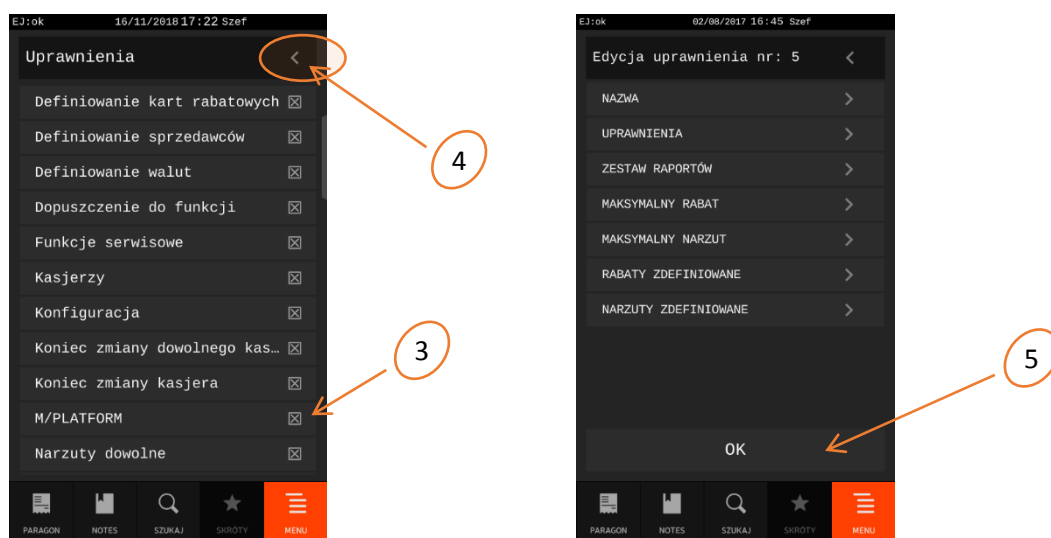 EJ:ok 16/11/2018 17:22 Szef
Uprawnienia
Definiowanie kart rabatowych
Definiowanie sprzedawców
Definiowanie walut
Dopuszczenie do funkcji
Funkcje serwisowe
Kasjerzy
Konfiguracja
Koniec zmiany dowolnego kas…
Koniec zmiany kasjera
M/PLATFORM
Narzuty dowolne
PARAGON NOTES SZUKAJ SKRÓTY MENU
4
3
EJ:ok 02/08/2017 16:45 Szef
Edycja uprawnienia nr: 5
NAZWA
UPRAWNIENIA
ZESTAW RAPORTÓW
MAKSYMALNY RABAT
MAKSYMALNY NARZUT
RABATY ZDEFINIOWANE
NARZUTY ZDEFINIOWANE
OK
PARAGON NOTES SZUKAJ SKRÓTY MENU
5